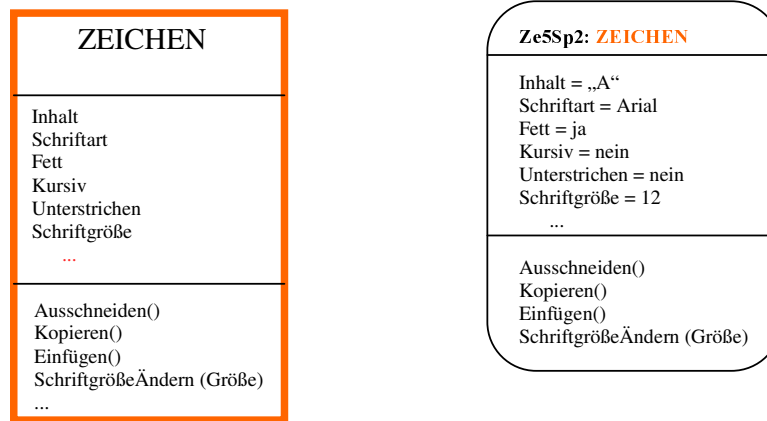 ZEICHEN
Inhalt
Schriftart
Fett
Kursiv
Unterstrichen
Schriftgröße
...
Ausschneiden()
Kopieren()
Einfügen()
SchriftgrößeÄndern (Größe)
...
Ze5Sp2: ZEICHEN
Inhalt = „A“
Schriftart = Arial
Fett = ja
Kursiv = nein
Unterstrichen = nein
Schriftgröße = 12
...
Ausschneiden()
Kopieren()
Einfügen()
SchriftgrößeÄndern (Größe)